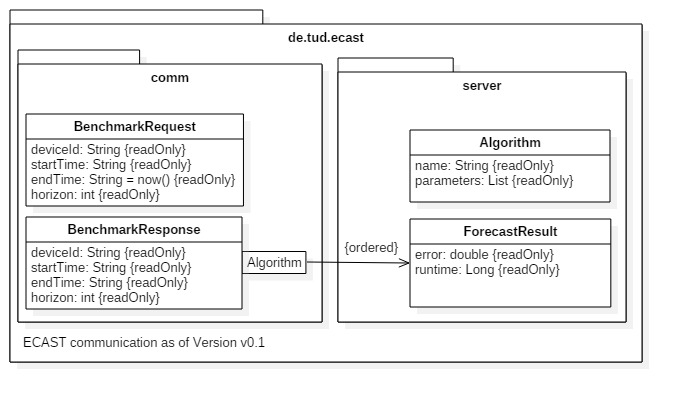 de.tud.ecast
comm
BenchmarkRequest
deviceId: String {readOnly}
startTime: String {readOnly}
endTime: String = now() {readOnly}
horizon: int {readOnly}
BenchmarkResponse
deviceId: String {readOnly}
startTime: String {readOnly}
endTime: String {readOnly}
horizon: int {readOnly}
Algorithm
{ordered}
server
Algorithm
name: String {readOnly}
parameters: List {readOnly}
ForecastResult
error: double {readOnly}
runtime: Long {readOnly}
ECAST communication as of Version v0.1